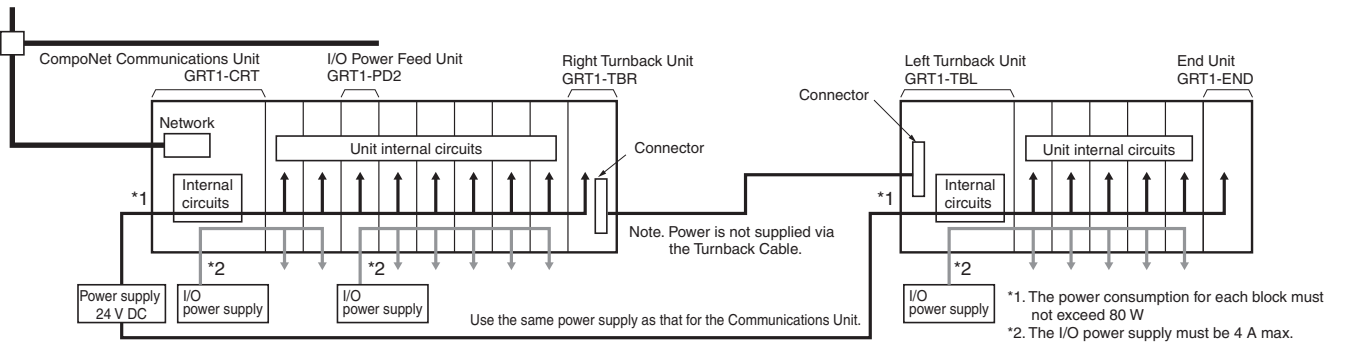 CompoNet Communications Unit
GRT1-CRT
I/O Power Feed Unit
GRT1-PD2
Right Turnback Unit
GRT1-TBR
Left Turnback Unit
GRT1-TBL
End Unit
GRT1-END
Connector
Network
Unit internal circuits
Connector
Unit internal circuits
*1
Internal
circuits
*1
Internal
circuits
Note. Power is not supplied via
the Turnback Cable.
*2
*2
*2
Power supply
24 V DC
I/O
power supply
I/O
power supply
Use the same power supply as that for the Communications Unit.
I/O
power supply
*1. The power consumption for each block must
not exceed 80 W
*2. The I/O power supply must be 4 A max.